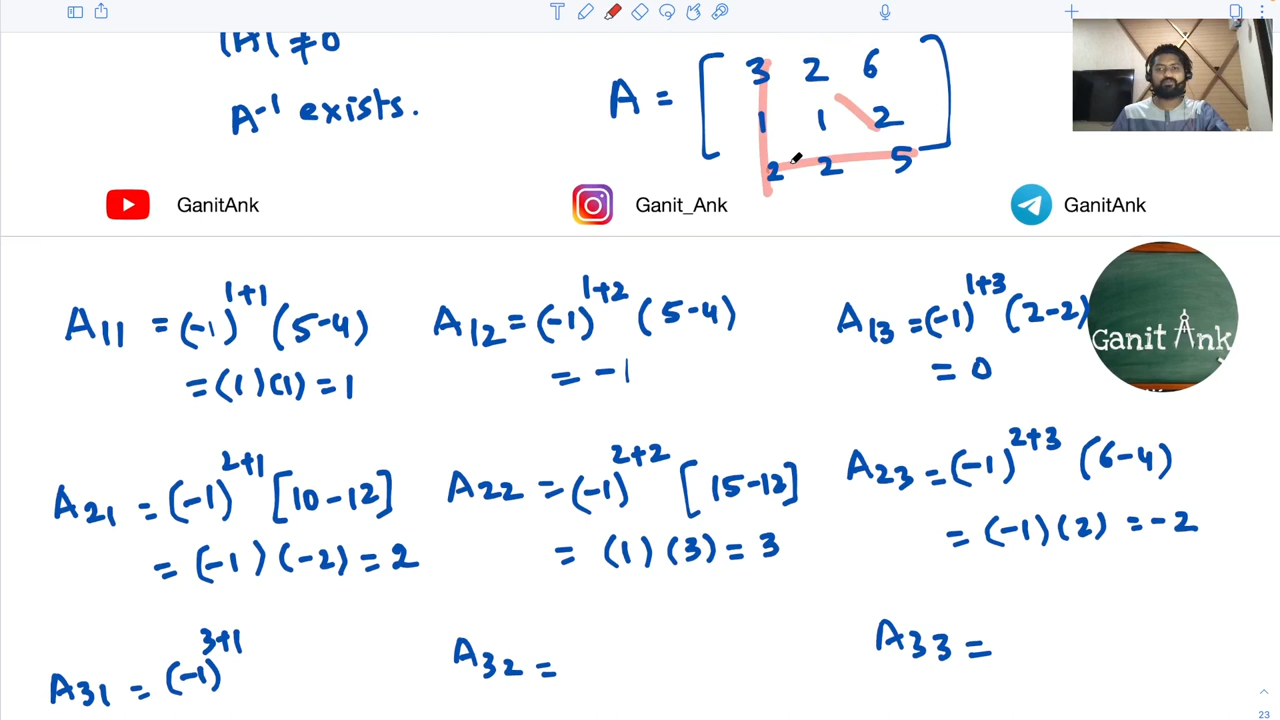 |A| ≠ 0
A⁻¹ exists.
A = [ 3 2 6
1 1 2
2 2 5 ]
GanitAnk
Ganit_Ank
GanitAnk
A11 = (-1)^1+1 (5-4)
= (1)(1) = 1
A12 = (-1)^1+2 (5-4)
= -1
A13 = (-1)^1+3 (2-2)
= 0
Ganit Ank
A21 = (-1)^2+1 [10-12]
= (-1)(-2) = 2
A22 = (-1)^2+2 [15-12]
= (1)(3) = 3
A23 = (-1)^2+3 (6-4)
= (-1)(2) = -2
A31 = (-1)^3+1
A32 =
A33 =
23